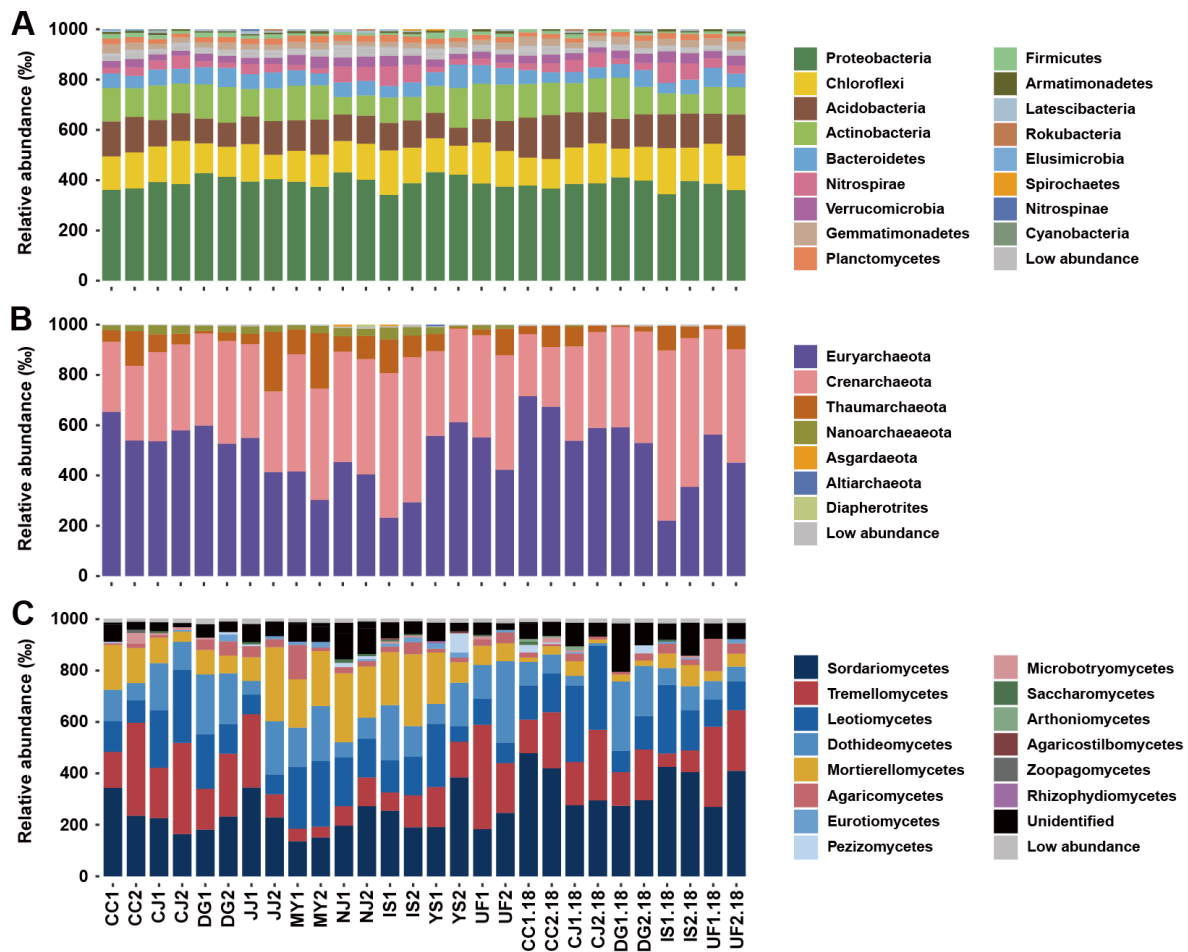 A
Relative abundance (‰)
1000
800
600
400
200
0
Proteobacteria
Chloroflexi
Acidobacteria
Actinobacteria
Bacteroidetes
Nitrospirae
Verrucomicrobia
Gemmatimonadetes
Planctomycetes
Firmicutes
Armatimonadetes
Latescibacteria
Rokubacteria
Elusimicrobia
Spirochaetes
Nitrospinae
Cyanobacteria
Low abundance
B
Relative abundance (‰)
1000
800
600
400
200
0
Euryarchaeota
Crenarchaeota
Thaumarchaeota
Nanoarchaeaeota
Asgardaeota
Altiarchaeota
Diapherotrites
Low abundance
C
Relative abundance (‰)
1000
800
600
400
200
0
Sordariomycetes
Tremellomycetes
Leotiomycetes
Dothideomycetes
Mortierellomycetes
Agaricomycetes
Eurotiomycetes
Pezizomycetes
Microbotryomycetes
Saccharomycetes
Arthoniomycetes
Agaricostilbomycetes
Zoopagomycetes
Rhizophydiomycetes
Unidentified
Low abundance
CC1-
CC2-
CJ1-
CJ2-
DG1-
DG2-
JJ1-
JJ2-
MY1-
MY2-
NJ1-
NJ2-
IS1-
IS2-
YS1-
YS2-
UF1-
UF2-
CC1.18-
CC2.18-
CJ1.18-
CJ2.18-
DG1.18-
DG2.18-
IS1.18-
IS2.18-
UF1.18-
UF2.18-